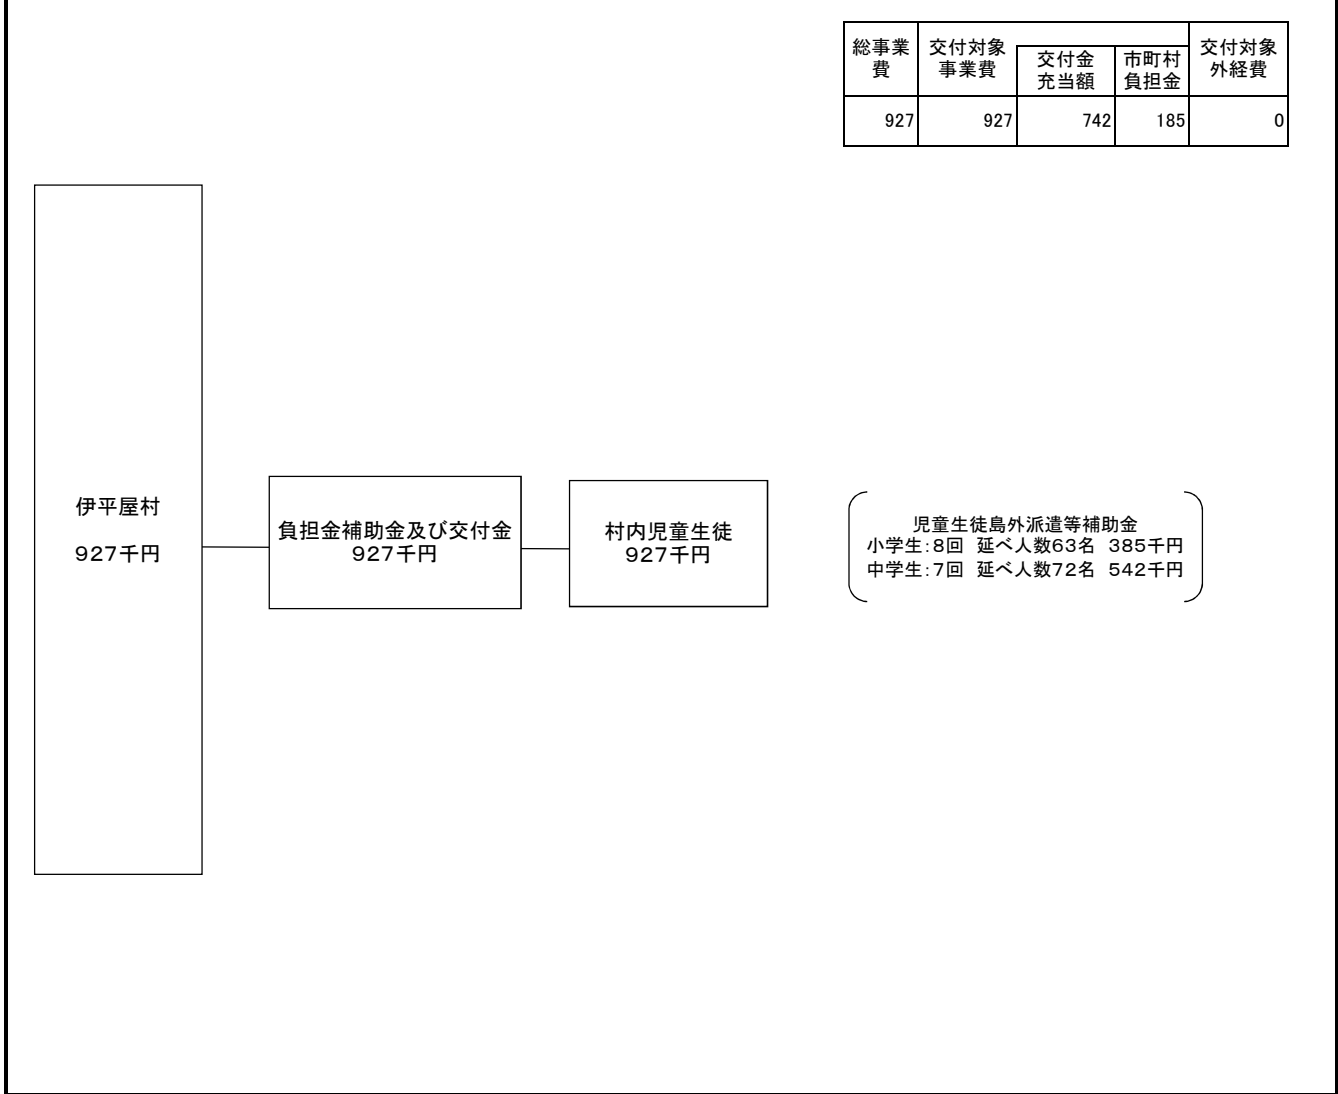 総事業
費
交付対象
事業費
交付金
充当額
市町村
負担金
交付対象
外経費
927 927 742 185 0
伊平屋村
927千円
負担金補助金及び交付金
927千円
村内児童生徒
927千円
児童生徒島外派遣等補助金
小学生:8回 延べ人数63名 385千円
中学生:7回 延べ人数72名 542千円